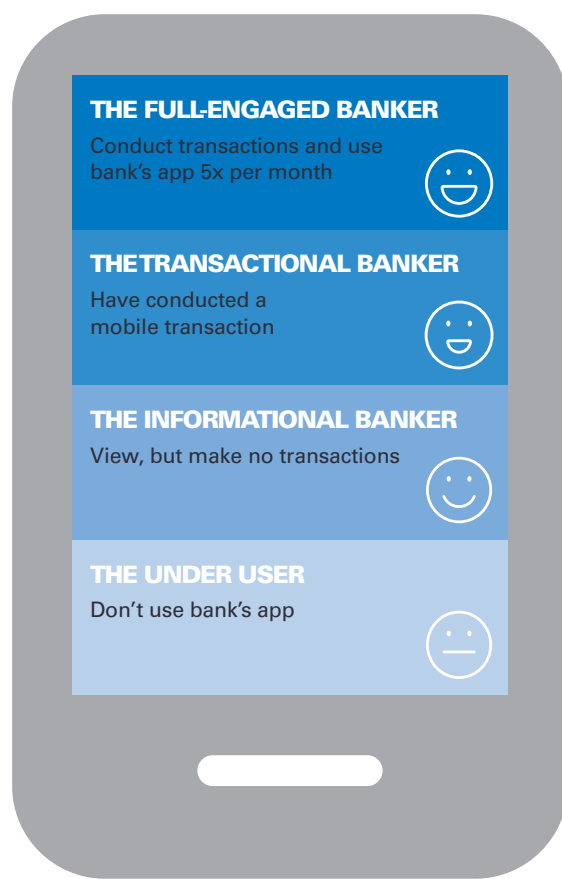 THE FULL-ENGAGED BANKER
Conduct transactions and use
bank’s app 5x per month
THE TRANSACTIONAL BANKER
Have conducted a
mobile transaction
THE INFORMATIONAL BANKER
View, but make no transactions
THE UNDER USER
Don’t use bank’s app